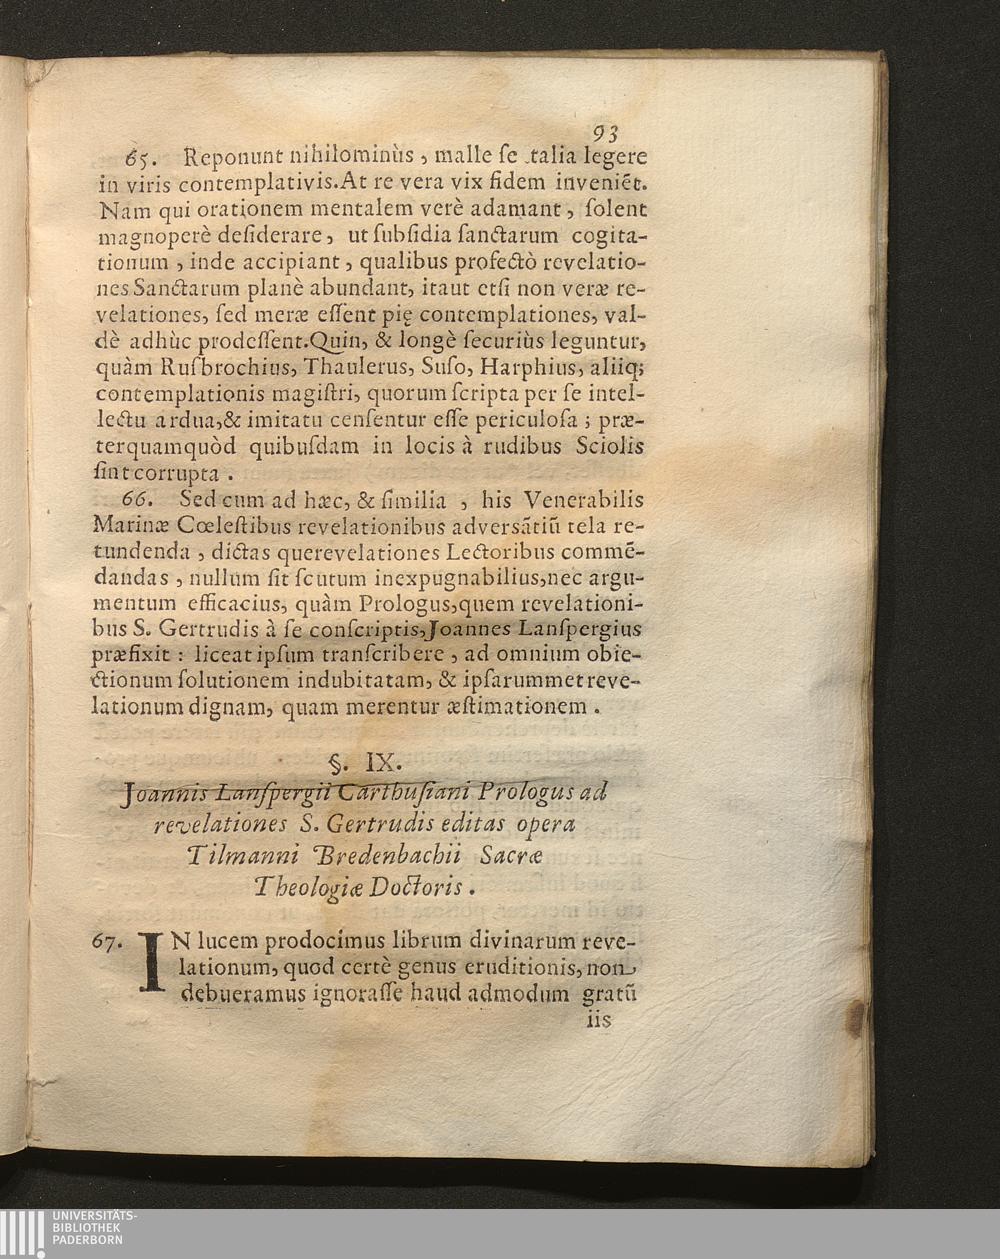 93
65. Reponunt nihilominùs, malle ſe talia legere
in viris contemplativis. At re vera vix fidem inveniēt.
Nam qui orationem mentalem verè adamant, ſolent
magnoperè deſiderare, ut ſubſidia ſanctarum cogita-
tionum, inde accipiant, qualibus profectò revelatio-
nes Sanctarum planè abundant, itaut etſi non veræ re-
velationes, ſed meræ eſſent pię contemplationes, val-
dè adhùc prodeſſent. Quin, & longè ſecuriùs leguntur,
quàm Ruſbrochius, Thaulerus, Suſo, Harphius, aliiq;
contemplationis magiſtri, quorum ſcripta per ſe intel-
lectu ardua, & imitatu cenſentur eſſe periculoſa; præ-
terquamquòd quibuſdam in locis à rudibus Sciolis
ſint corrupta.
66. Sed cum ad hæc, & ſimilia, his Venerabilis
Marinæ Cœleſtibus revelationibus adversātiū tela re-
tundenda, dictas querevelationes Lectoribus commē-
dandas, nullum ſit ſcutum inexpugnabilius, nec argu-
mentum efficacius, quàm Prologus, quem revelationi-
bus S. Gertrudis à ſe conſcriptis, Joannes Lanſpergius
præfixit: liceat ipſum tranſcribere, ad omnium obie-
ctionum ſolutionem indubitatam, & ipſarummet reve-
lationum dignam, quam merentur æſtimationem.
§. IX.
Joannis Lanſpergii Carthuſiani Prologus ad
revelationes S. Gertrudis editas opera
Tilmanni Bredenbachii Sacræ
Theologiæ Doctoris.
67. IN lucem prodocimus librum divinarum reve-
lationum, quod certè genus eruditionis, non
debueramus ignoraſſe haud admodum gratū
iis
UNIVERSITÄTS-
BIBLIOTHEK
PADERBORN